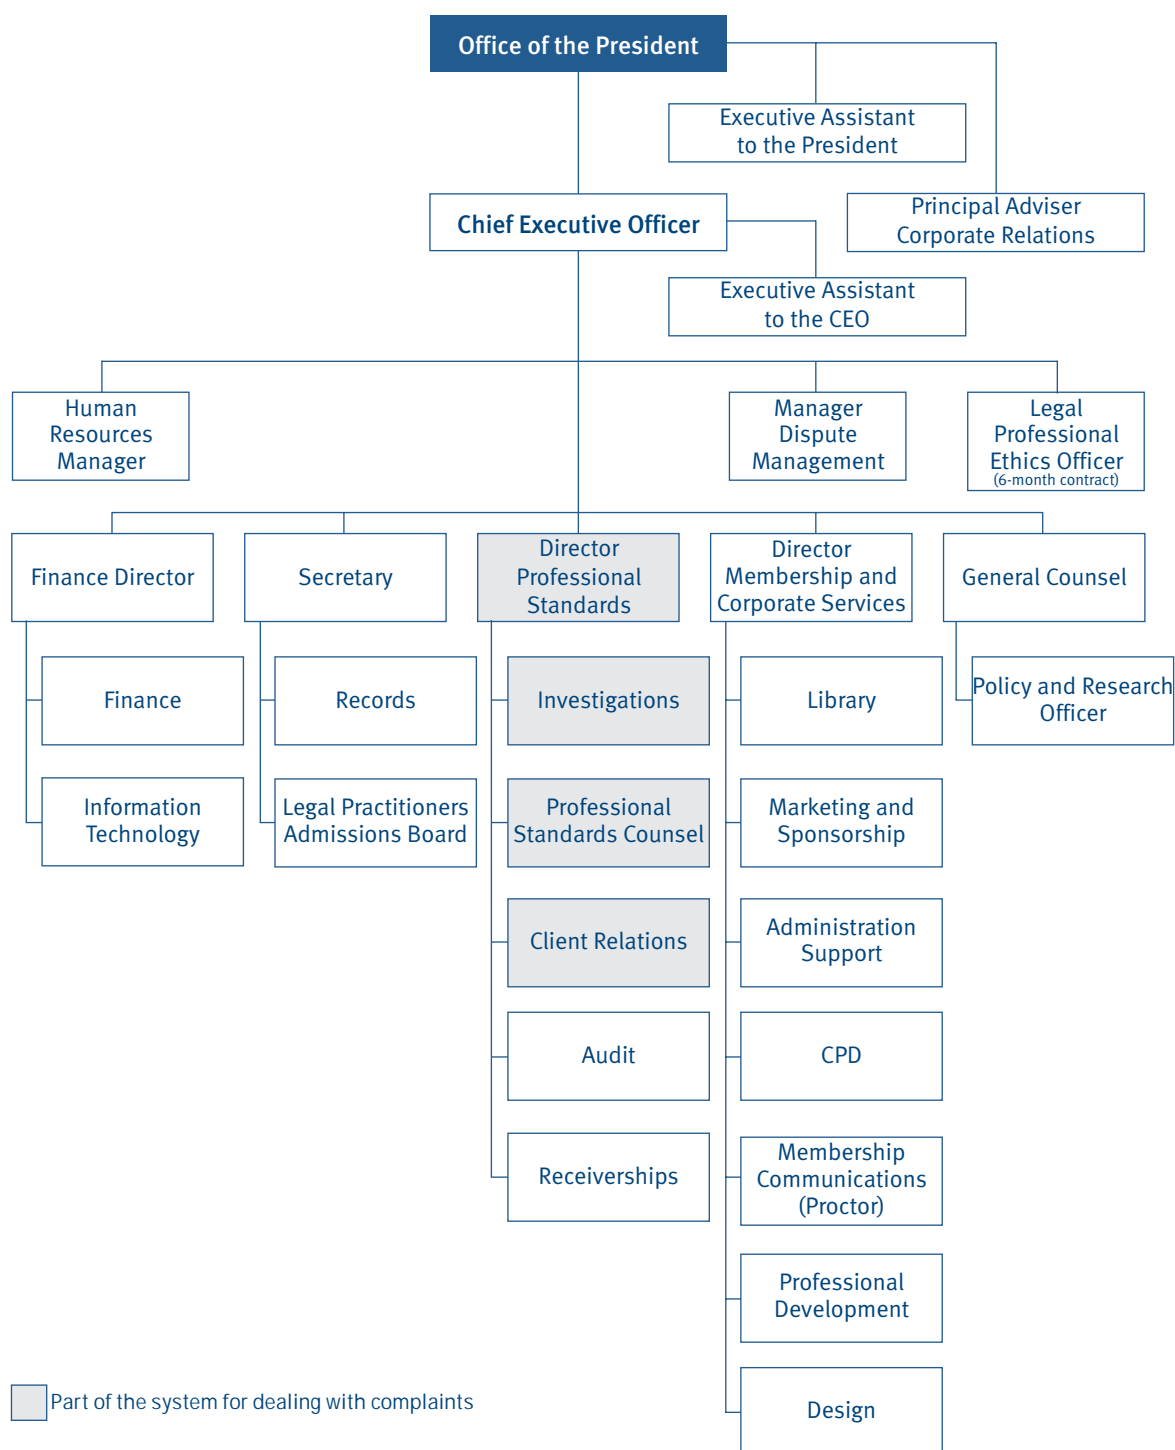 Office of the President
Executive Assistant
to the President
Principal Adviser
Corporate Relations
Chief Executive Officer
Executive Assistant
to the CEO
Human
Resources
Manager
Manager
Dispute
Management
Legal
Professional
Ethics Officer
(6-month contract)
Finance Director
Secretary
Director
Professional
Standards
Director
Membership and
Corporate Services
General Counsel
Finance
Records
Investigations
Library
Policy and Research
Officer
Information
Technology
Legal Practitioners
Admissions Board
Professional
Standards Counsel
Marketing and
Sponsorship
Client Relations
Administration
Support
Audit
CPD
Receiverships
Membership
Communications
(Proctor)
Professional
Development
Design
Part of the system for dealing with complaints